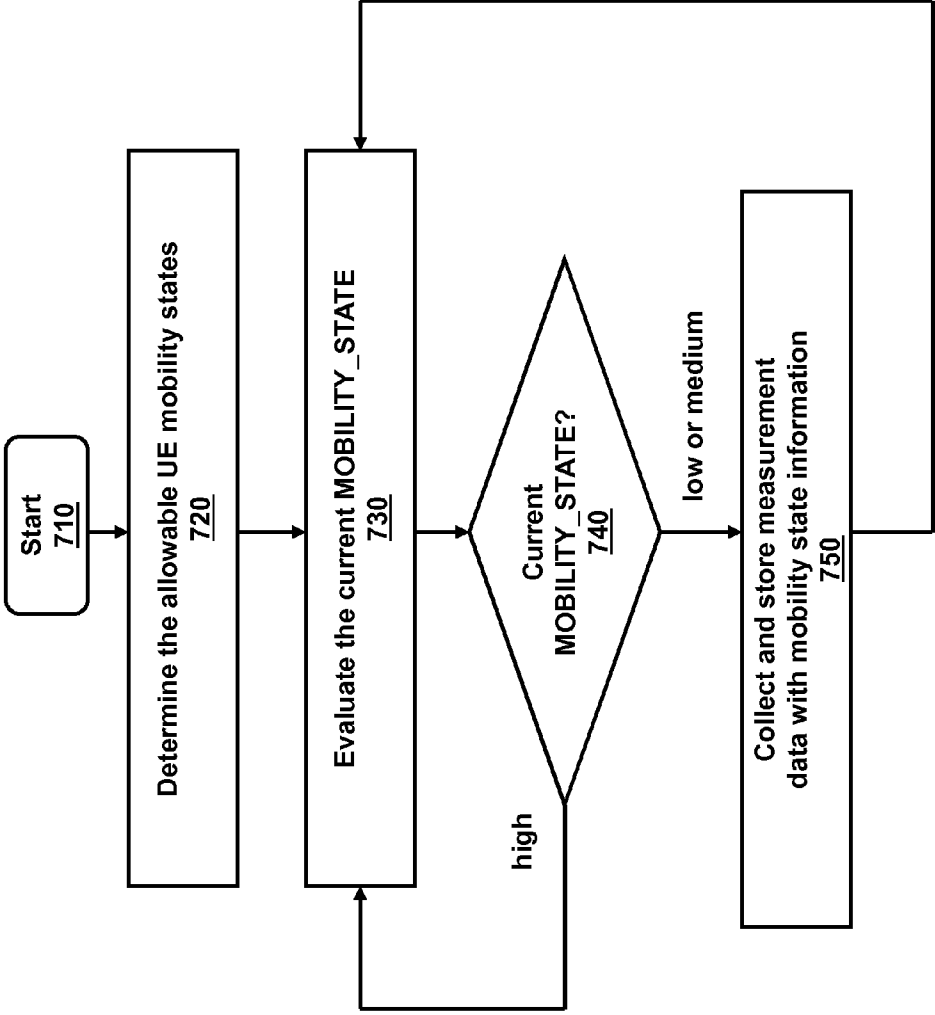 Start
710
Determine the allowable UE mobility states
720
Evaluate the current MOBILITY_STATE
730
Current
MOBILITY_STATE?
740
high
low or medium
Collect and store measurement
data with mobility state information
750